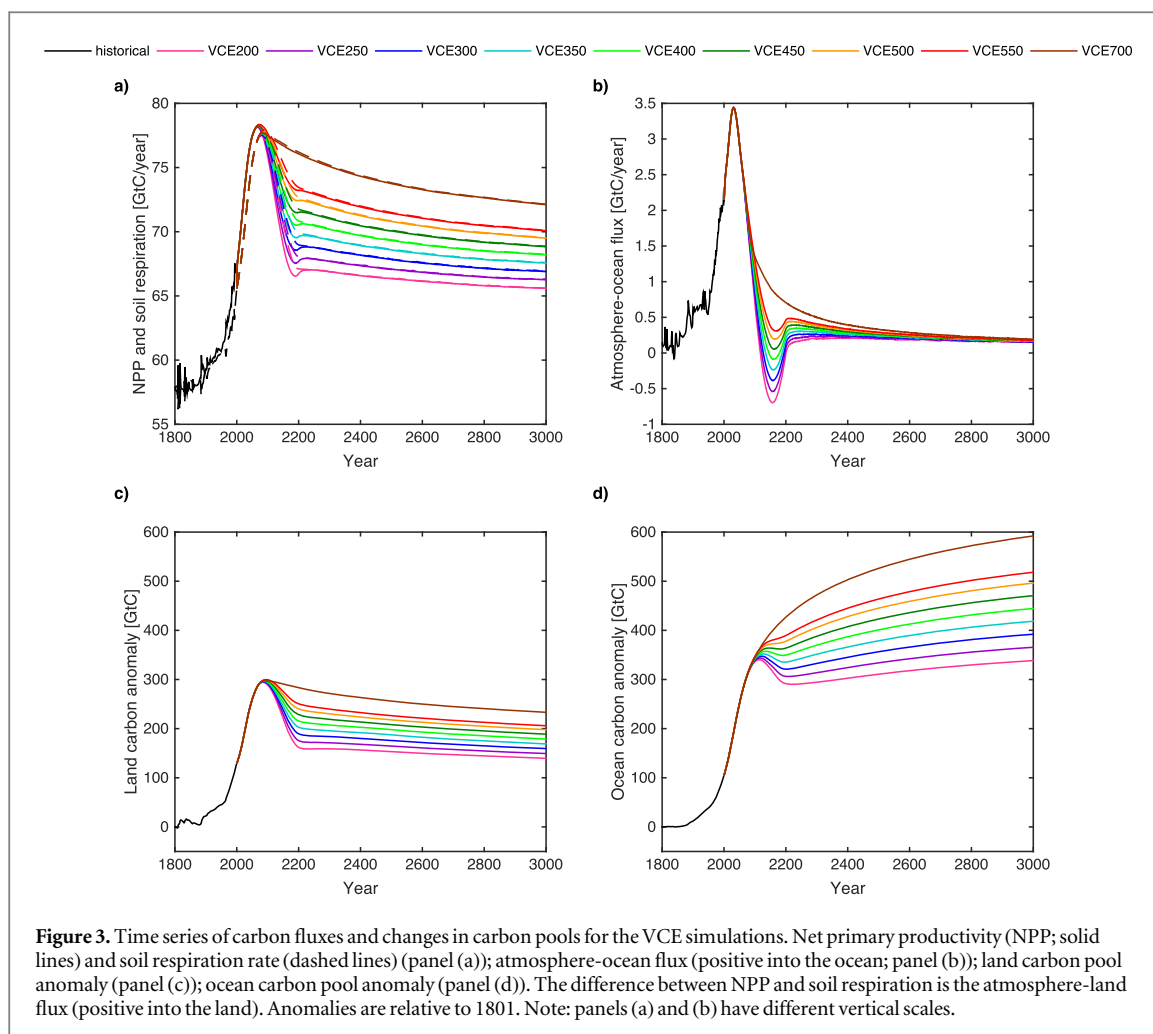 historical VCE200 VCE250 VCE300 VCE350 VCE400 VCE450 VCE500 VCE550 VCE700
a)
NPP and soil respiration [GtC/year]
80
75
70
65
60
55
1800 2000 2200 2400 2600 2800 3000
Year
b)
Atmosphere-ocean flux [GtC/year]
3.5
3
2.5
2
1.5
1
0.5
0
-0.5
-1
1800 2000 2200 2400 2600 2800 3000
Year
c)
Land carbon anomaly [GtC]
600
500
400
300
200
100
0
1800 2000 2200 2400 2600 2800 3000
Year
d)
Ocean carbon anomaly [GtC]
600
500
400
300
200
100
0
1800 2000 2200 2400 2600 2800 3000
Year
Figure 3. Time series of carbon fluxes and changes in carbon pools for the VCE simulations. Net primary productivity (NPP; solid
lines) and soil respiration rate (dashed lines) (panel (a)); atmosphere-ocean flux (positive into the ocean; panel (b)); land carbon pool
anomaly (panel (c)); ocean carbon pool anomaly (panel (d)). The difference between NPP and soil respiration is the atmosphere-land
flux (positive into the land). Anomalies are relative to 1801. Note: panels (a) and (b) have different vertical scales.